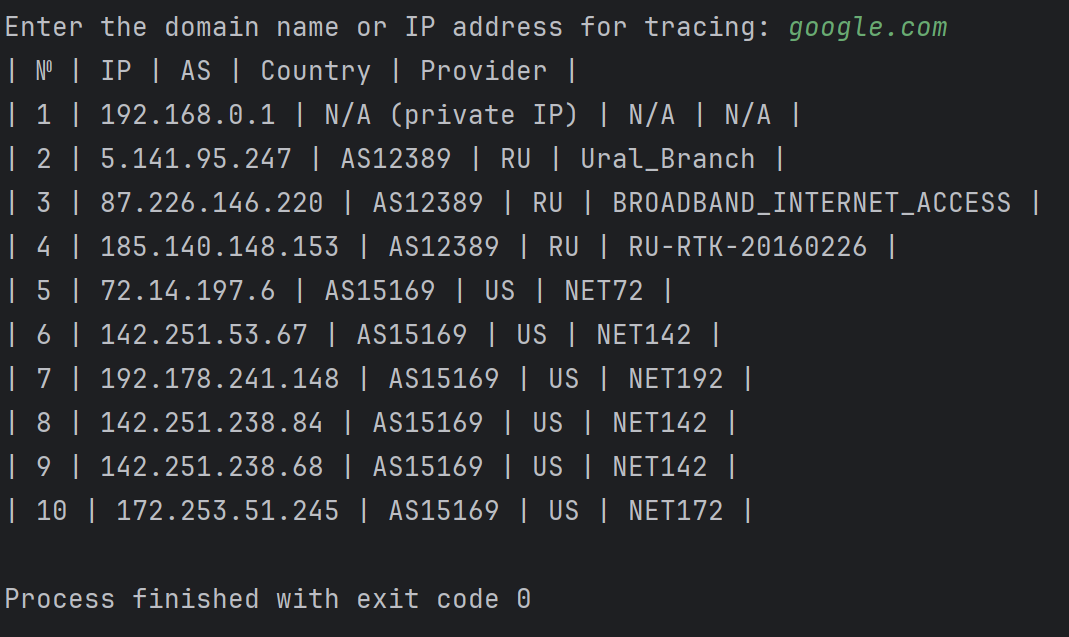 Enter the domain name or IP address for tracing: google.com
| № | IP | AS | Country | Provider |
| 1 | 192.168.0.1 | N/A (private IP) | N/A | N/A |
| 2 | 5.141.95.247 | AS12389 | RU | Ural_Branch |
| 3 | 87.226.146.220 | AS12389 | RU | BROADBAND_INTERNET_ACCESS |
| 4 | 185.140.148.153 | AS12389 | RU | RU-RTK-20160226 |
| 5 | 72.14.197.6 | AS15169 | US | NET72 |
| 6 | 142.251.53.67 | AS15169 | US | NET142 |
| 7 | 192.178.241.148 | AS15169 | US | NET192 |
| 8 | 142.251.238.84 | AS15169 | US | NET142 |
| 9 | 142.251.238.68 | AS15169 | US | NET142 |
| 10 | 172.253.51.245 | AS15169 | US | NET172 |
Process finished with exit code 0